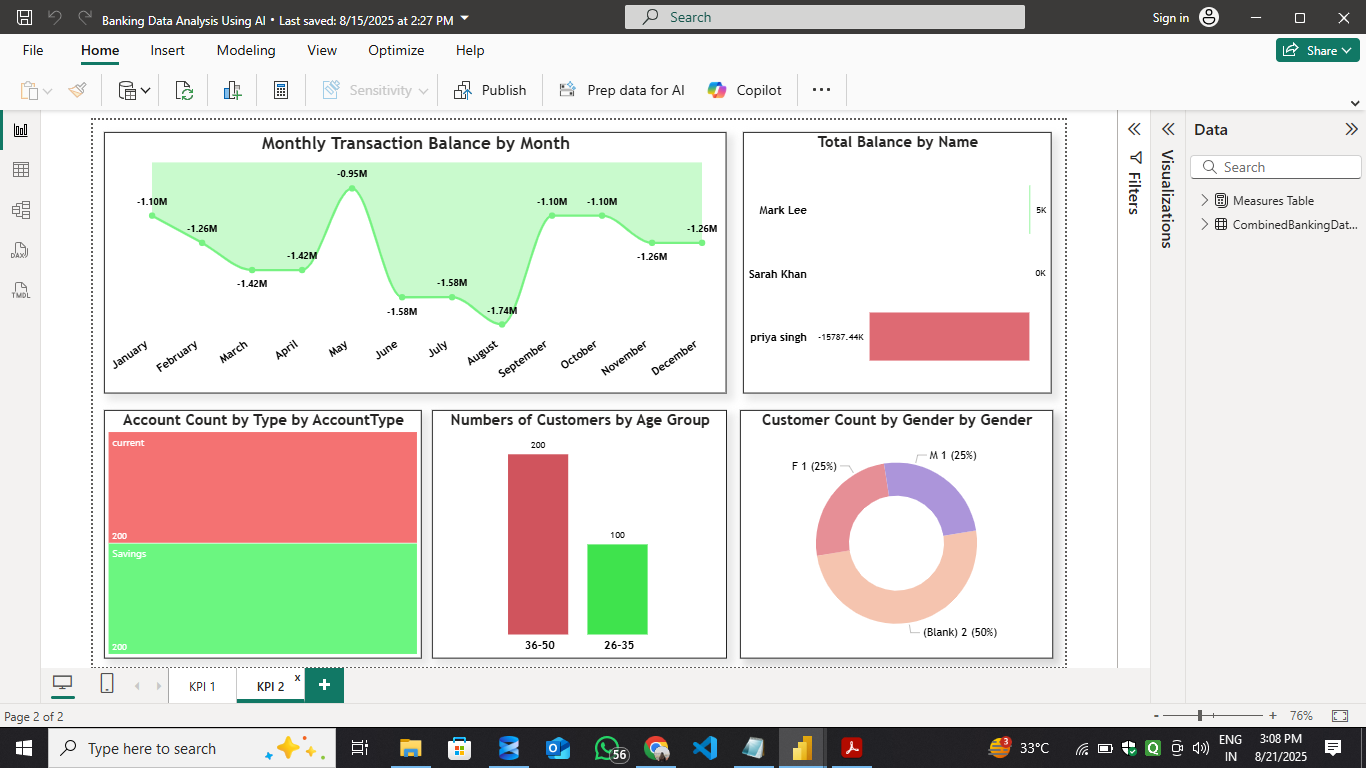 Banking Data Analysis Using AI • Last saved: 8/15/2025 at 2:27 PM
Search
Sign in
File
Home
Insert
Modeling
View
Optimize
Help
Share
Sensitivity
Publish
Prep data for AI
Copilot
Monthly Transaction Balance by Month
-1.10M
-1.26M
-1.42M
-1.42M
-0.95M
-1.58M
-1.58M
-1.74M
-1.10M
-1.10M
-1.26M
-1.26M
January
February
March
April
May
June
July
August
September
October
November
December
Total Balance by Name
Mark Lee
5K
Sarah Khan
0K
priya singh
-15787.44K
Account Count by Type by AccountType
current
200
Savings
200
Numbers of Customers by Age Group
200
100
36-50
26-35
Customer Count by Gender by Gender
F 1 (25%)
M 1 (25%)
(Blank) 2 (50%)
Filters
Visualizations
Data
Search
Measures Table
CombinedBankingDat...
DAX
TMDL
KPI 1
KPI 2
x
+
Page 2 of 2
-
+
76%
Type here to search
56
3
33°C
ENG
IN
3:08 PM
8/21/2025